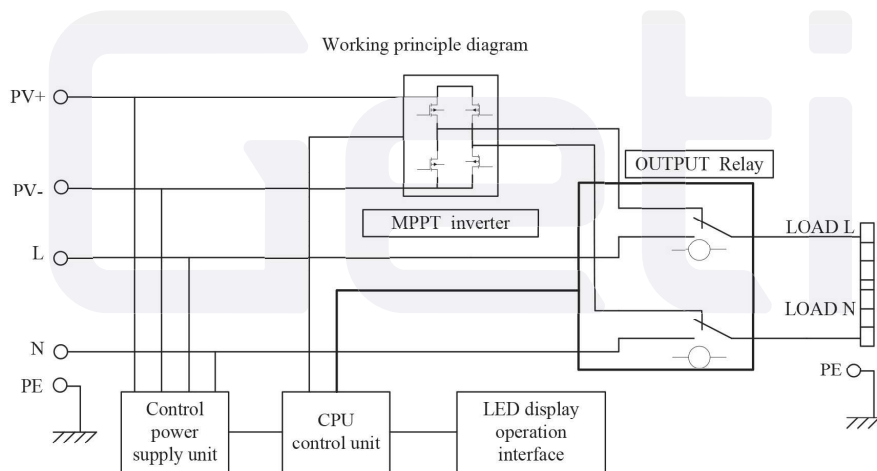 Geti
Working principle diagram
PV+
PV-
L
N
PE
MPPT inverter
OUTPUT Relay
LOAD L
LOAD N
PE
Control
power
supply unit
CPU
control unit
LED display
operation
interface